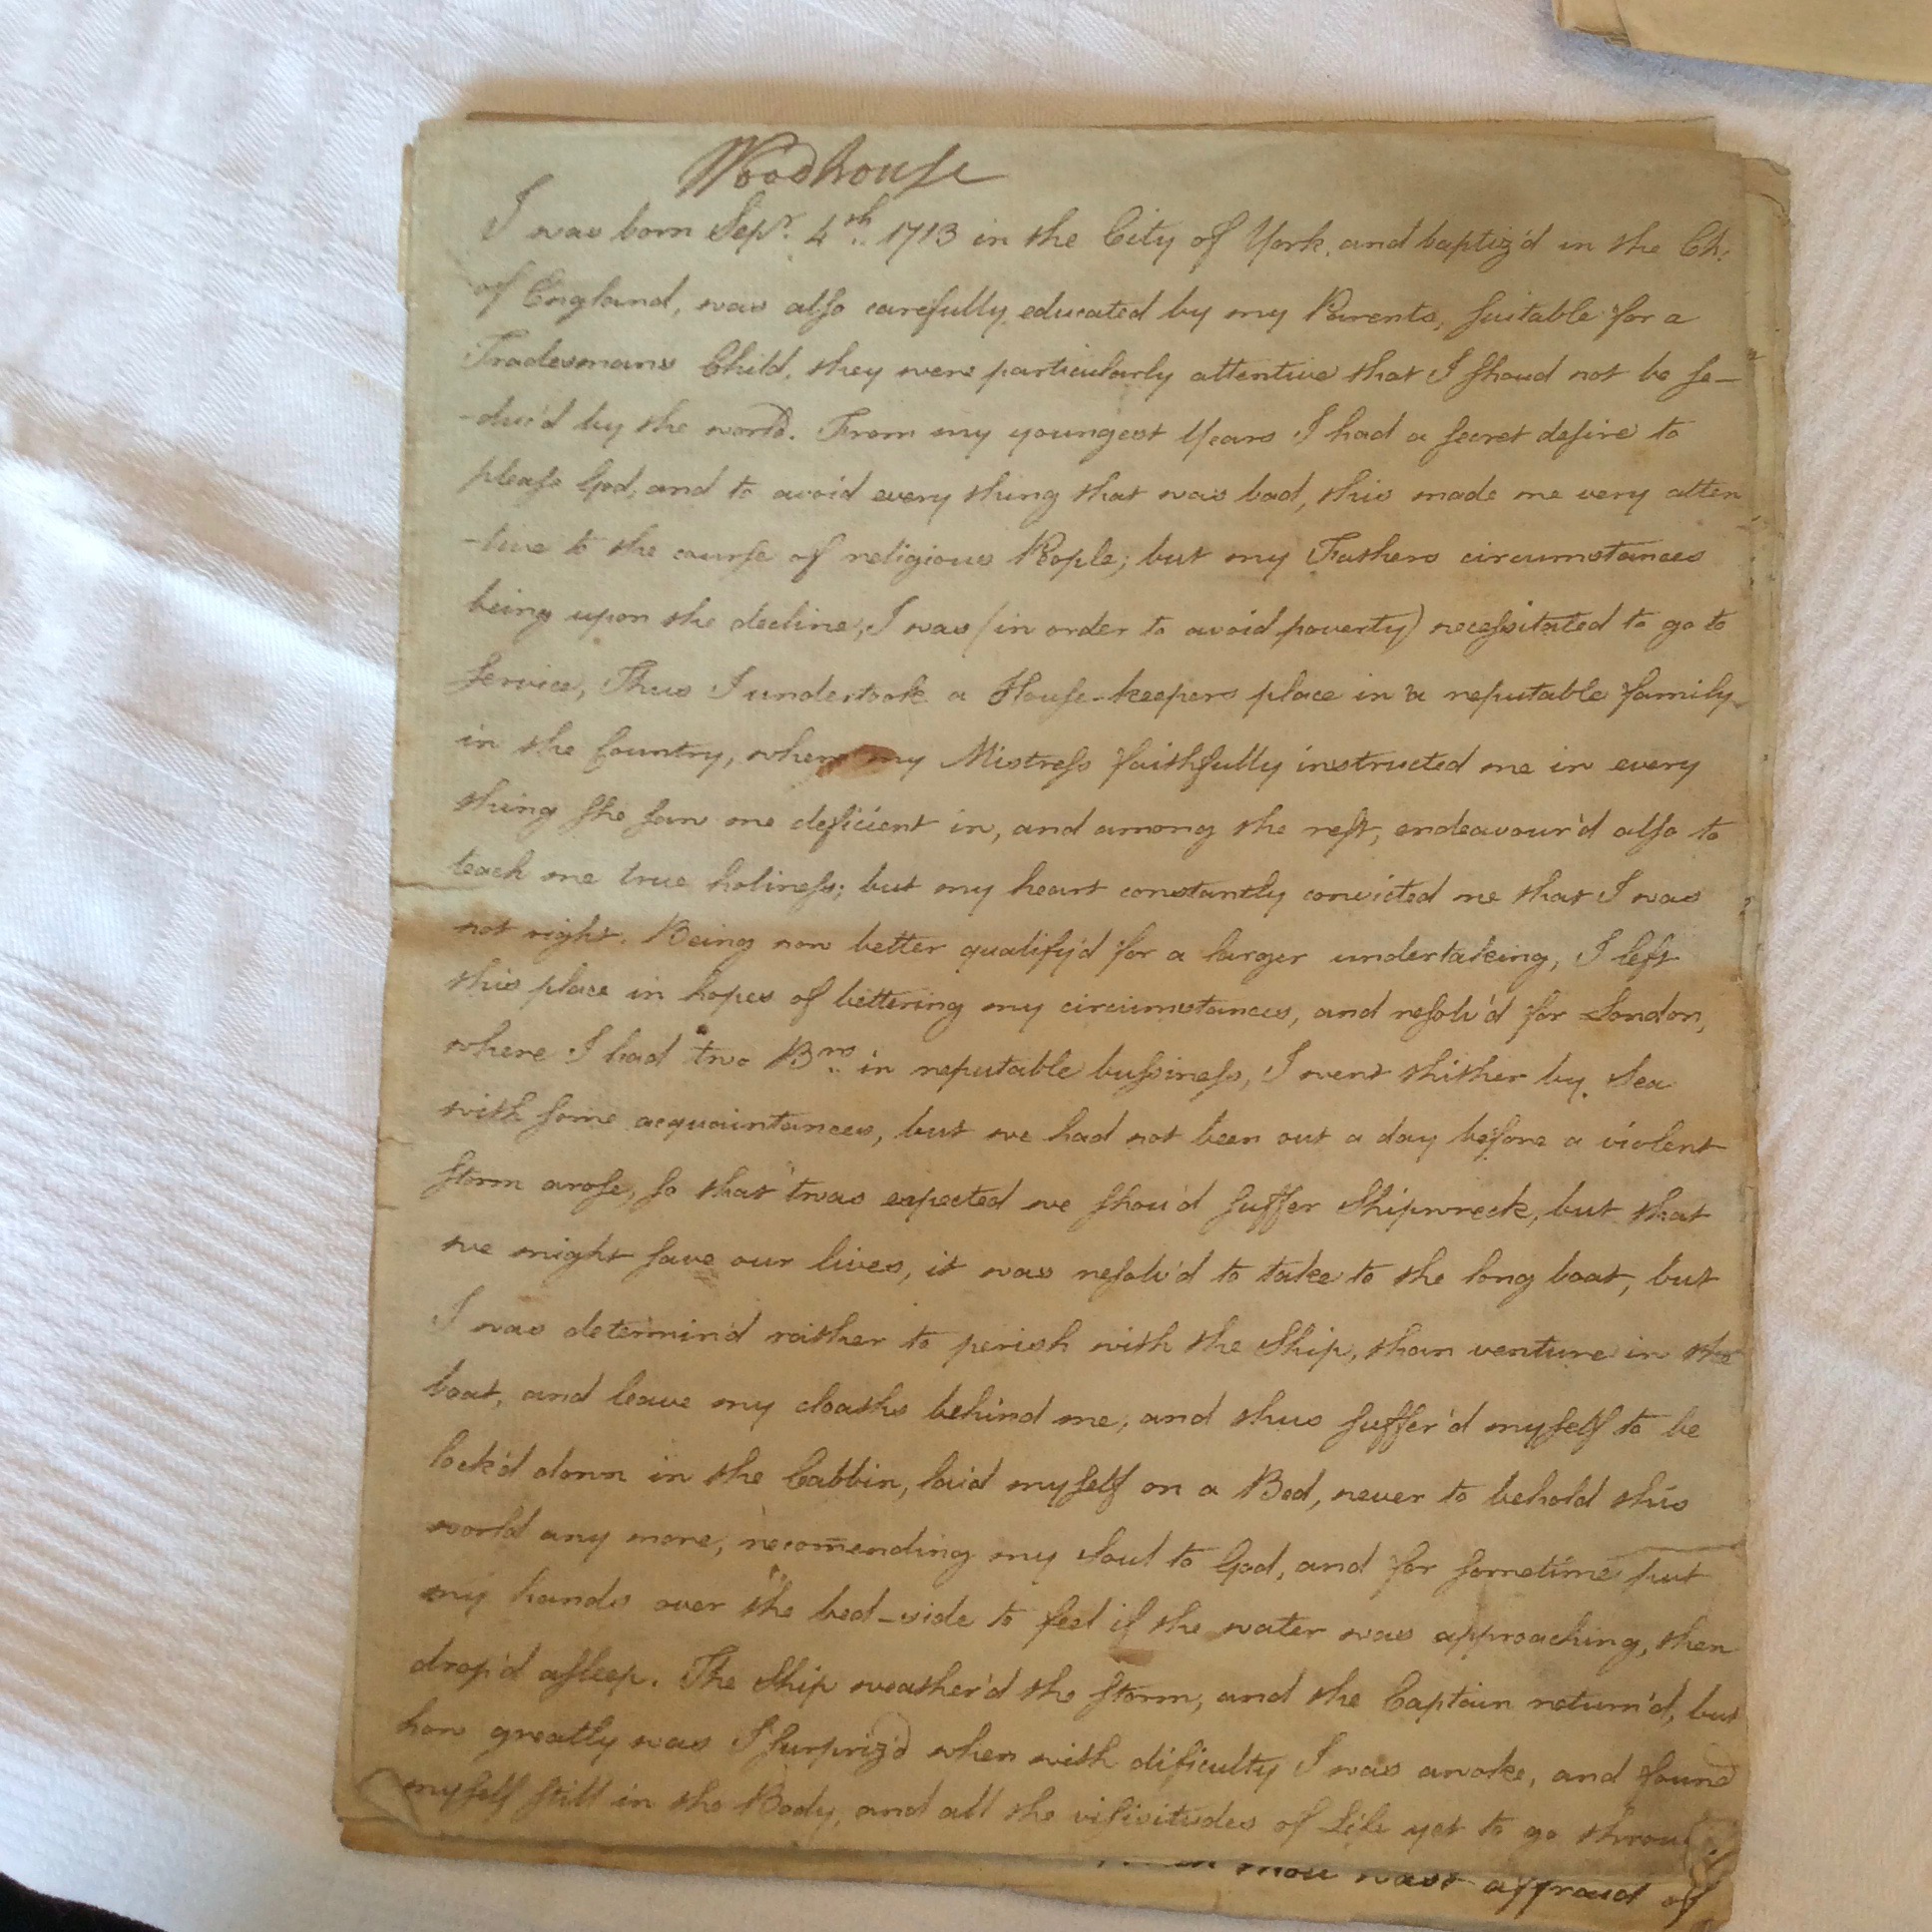 Woodhouse
I was born Sepr. 4th. 1713 in the City of York, and baptiz'd in the Ch:
of England, was also carefully educated by my Parents, suitable for a
Tradesmans Child, they were particularly attentive that I shoud not be se-
-duc'd by the world. From my youngest Years I had a secret desire to
please God, and to avoid every thing that was bad, this made me very atten
-tive to the course of religious People; but my Fathers circumstances
being upon the decline, I was (in order to avoid poverty) necessitated to go to
service, Thus I undertook a House-keepers place in a reputable family
in the Country, where my Mistress faithfully instructed me in every
thing she saw me deficient in, and among the rest, endeavour'd also to
teach me true holiness; but my heart constantly convicted me that I was
not right. Being now better qualify'd for a larger undertaking, I left
this place in hopes of bettering my circumstances, and resolv'd for London,
where I had two Brs. in reputable bussiness, I went thither by Sea
with some acquaintances, but we had not been out a day before a violent
storm arose, so that 'twas expected we shou'd suffer Shipwreck, but that
we might save our lives, it was resolv'd to take to the long boat, but
I was determin'd raither to perish with the Ship, than venture in the
boat, and leave my cloaths behind me, and thus suffer'd myself to be
lock'd down in the Cabbin, laid myself on a Bed, never to behold this
world any more, recomending my Soul to God, and for sometime put
my hands over the bed-side to feel if the water was approaching, then
drop'd asleep. The Ship weather'd the storm, and the Captain return'd, but
how greatly was I surpriz'd when with dificulty I was awoke, and found
myself still in the Body, and all the visisitudes of Life yet to go
thou wast affraid of